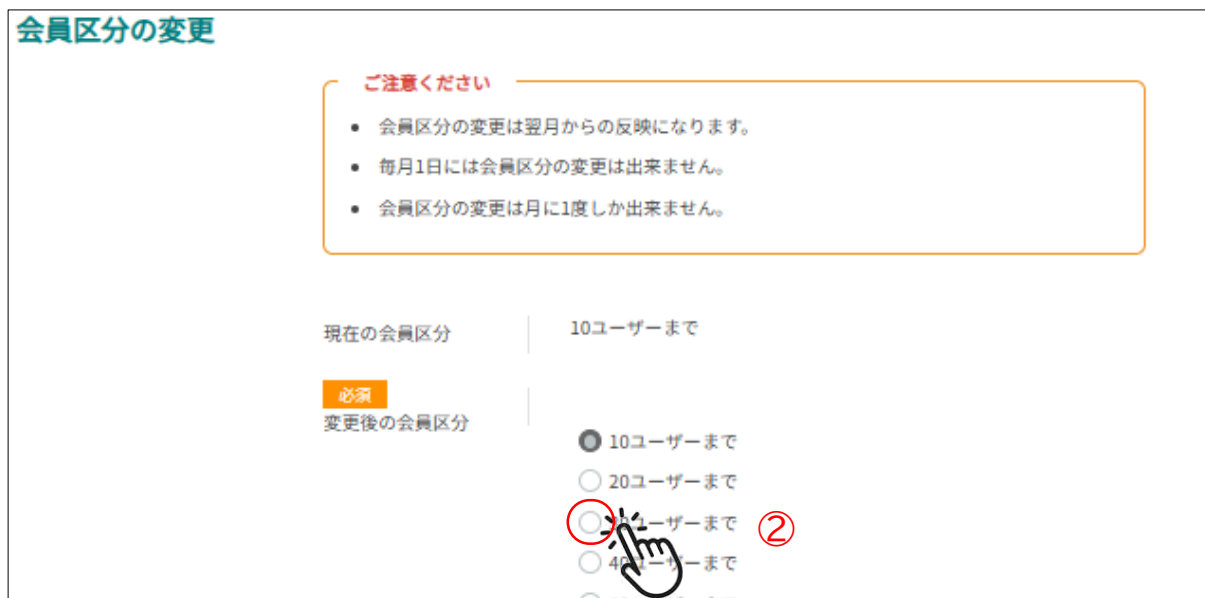 会員区分の変更
ご注意ください
• 会員区分の変更は翌月からの反映になります。
• 毎月1日には会員区分の変更は出来ません。
• 会員区分の変更は月に1度しか出来ません。
現在の会員区分 10ユーザーまで
必須
変更後の会員区分
10ユーザーまで
20ユーザーまで
ユーザーまで ②
40ユーザーまで